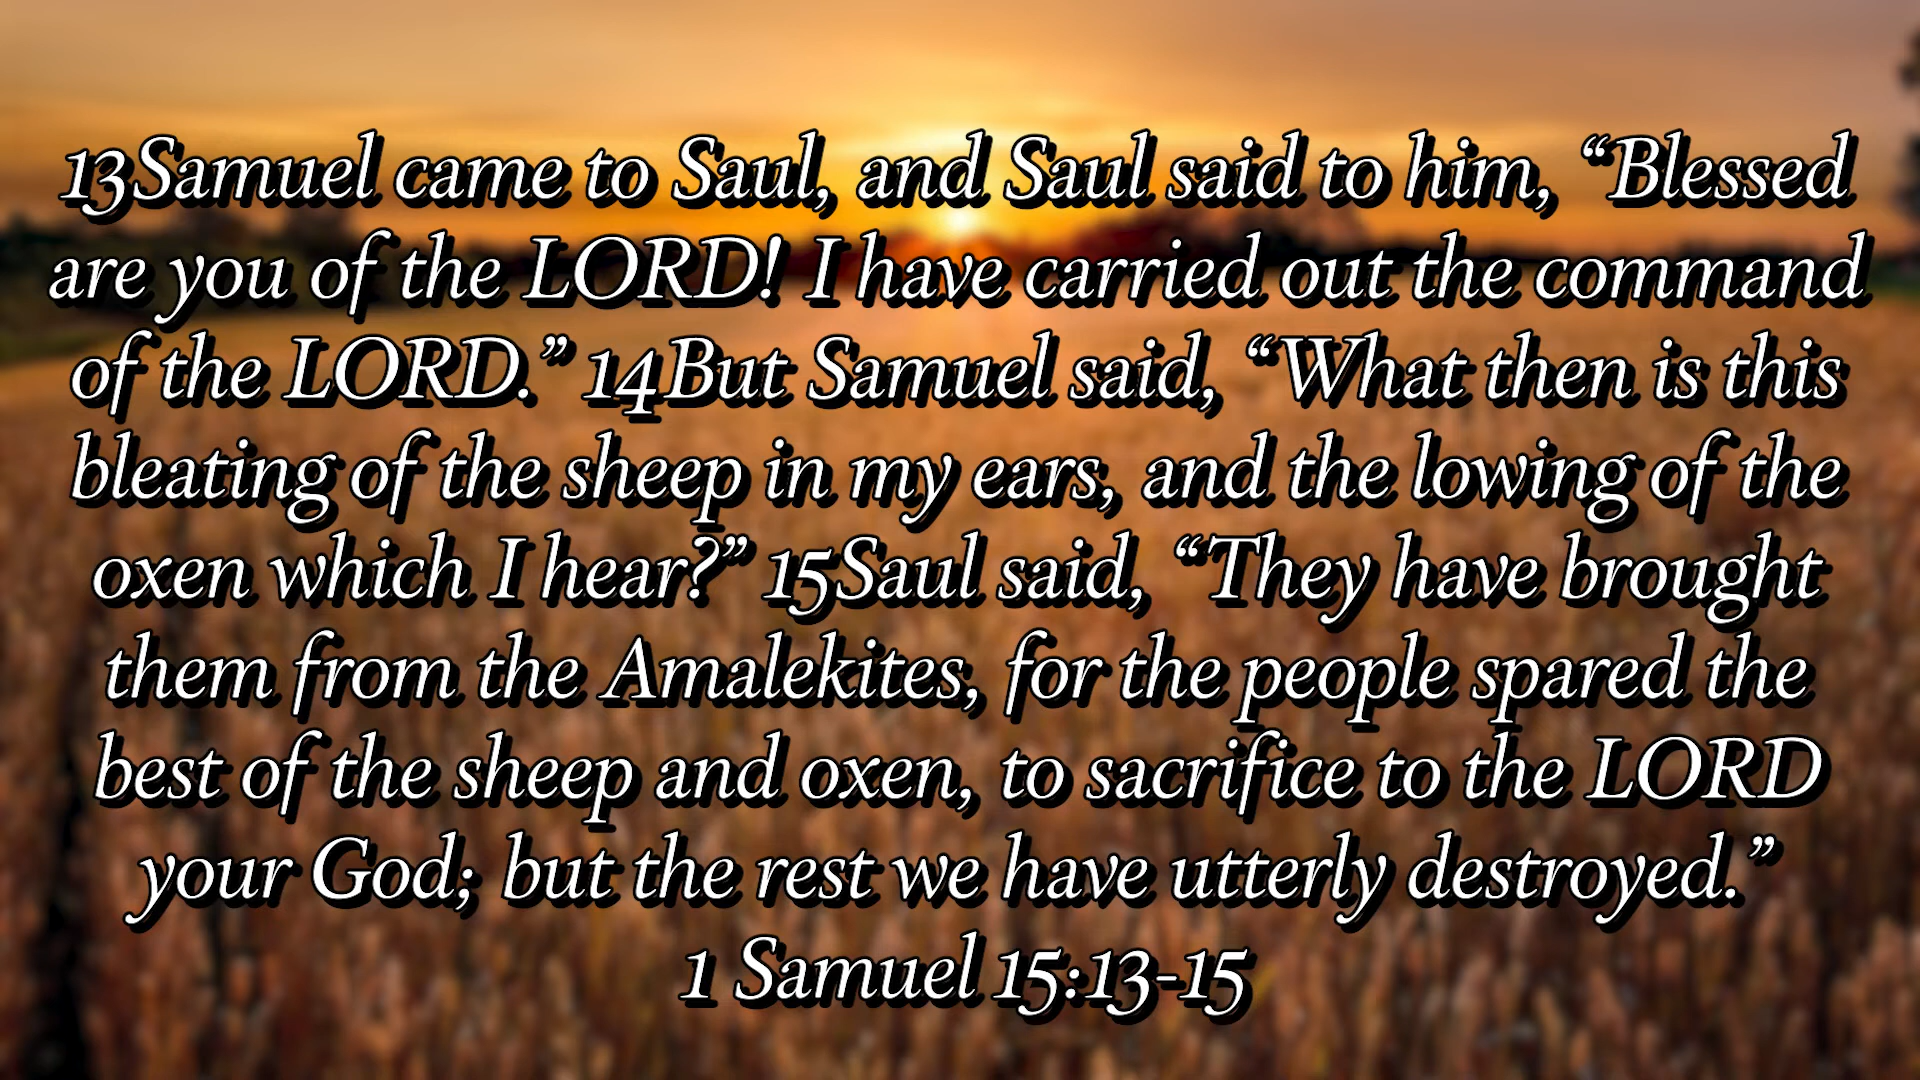 13Samuel came to Saul, and Saul said to him, “Blessed
are you of the LORD! I have carried out the command
of the LORD.” 14But Samuel said, “What then is this
bleating of the sheep in my ears, and the lowing of the
oxen which I hear?” 15Saul said, “They have brought
them from the Amalekites, for the people spared the
best of the sheep and oxen, to sacrifice to the LORD
your God; but the rest we have utterly destroyed.”
1 Samuel 15:13-15